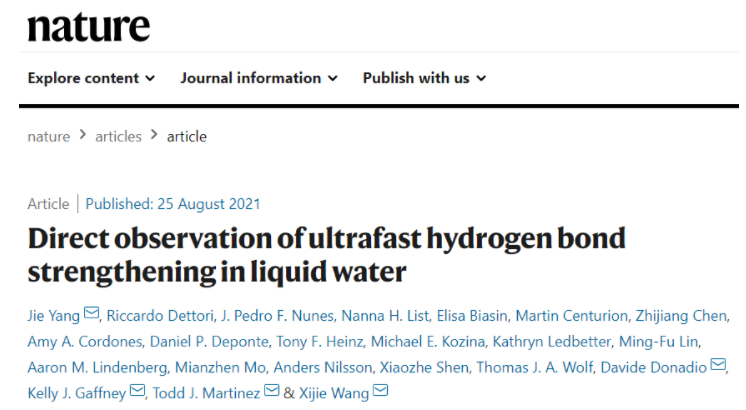 nature
Explore content Journal information Publish with us
nature > articles > article
Article | Published: 25 August 2021
Direct observation of ultrafast hydrogen bond
strengthening in liquid water
Jie Yang, Riccardo Dettori, J. Pedro F. Nunes, Nanna H. List, Elisa Biasin, Martin Centurion, Zhijiang Chen,
Amy A. Cordones, Daniel P. Deponte, Tony F. Heinz, Michael E. Kozina, Kathryn Ledbetter, Ming-Fu Lin,
Aaron M. Lindenberg, Mianzhen Mo, Anders Nilsson, Xiaozhe Shen, Thomas J. A. Wolf, Davide Donadio,
Kelly J. Gaffney, Todd J. Martinez & Xijie Wang